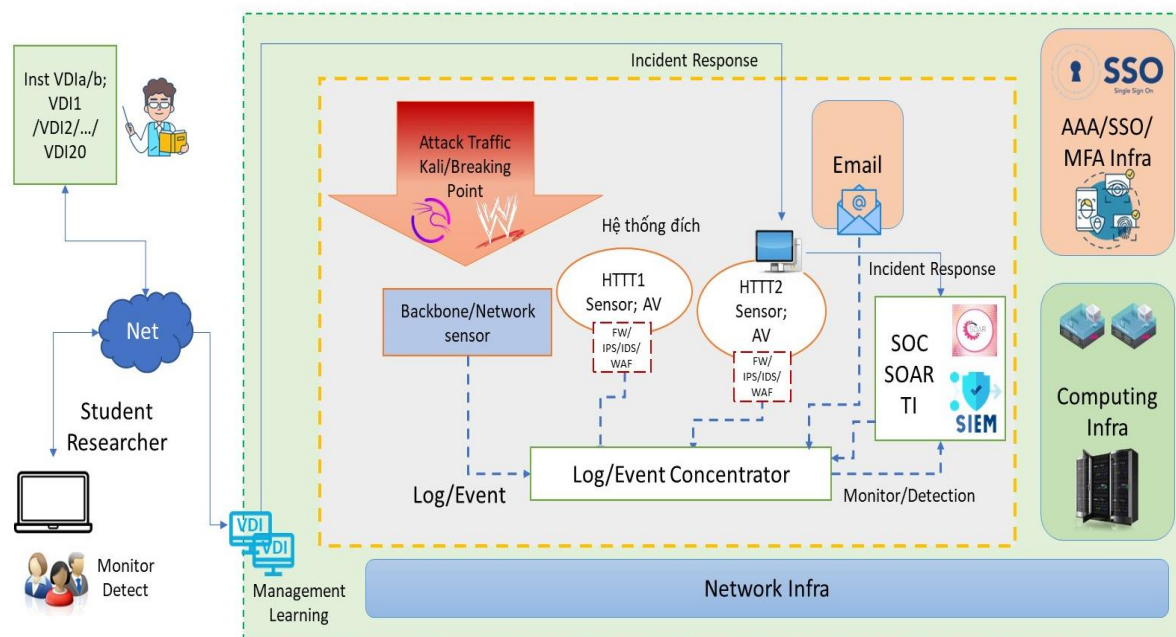 Inst VDIa/b;
VDI1
/VDI2/.../
VDI20
Net
Student
Researcher
Monitor
Detect
VDI
VDI
Management
Learning
Incident Response
Attack Traffic
Kali/Breaking
Point
Hệ thống đích
Email
Backbone/Network
sensor
HTTT1
Sensor; AV
FW/
IPS/IDS/
WAF
HTTT2
Sensor;
AV
FW/
IPS/IDS/
WAF
Incident Response
SOC
SOAR
TI
SOAR
SIEM
Log/Event
Log/Event Concentrator
Monitor/Detection
Network Infra
SSO
Single Sign On
AAA/SSO/
MFA Infra
Computing
Infra